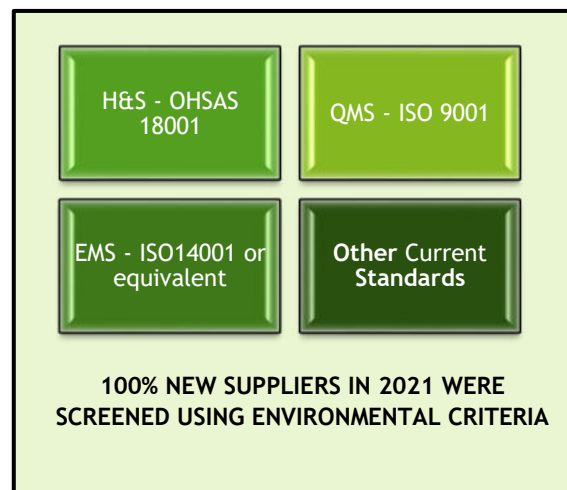 H&S - OHSAS
18001
QMS - ISO 9001
EMS - ISO14001 or
equivalent
Other Current
Standards
100% NEW SUPPLIERS IN 2021 WERE
SCREENED USING ENVIRONMENTAL CRITERIA